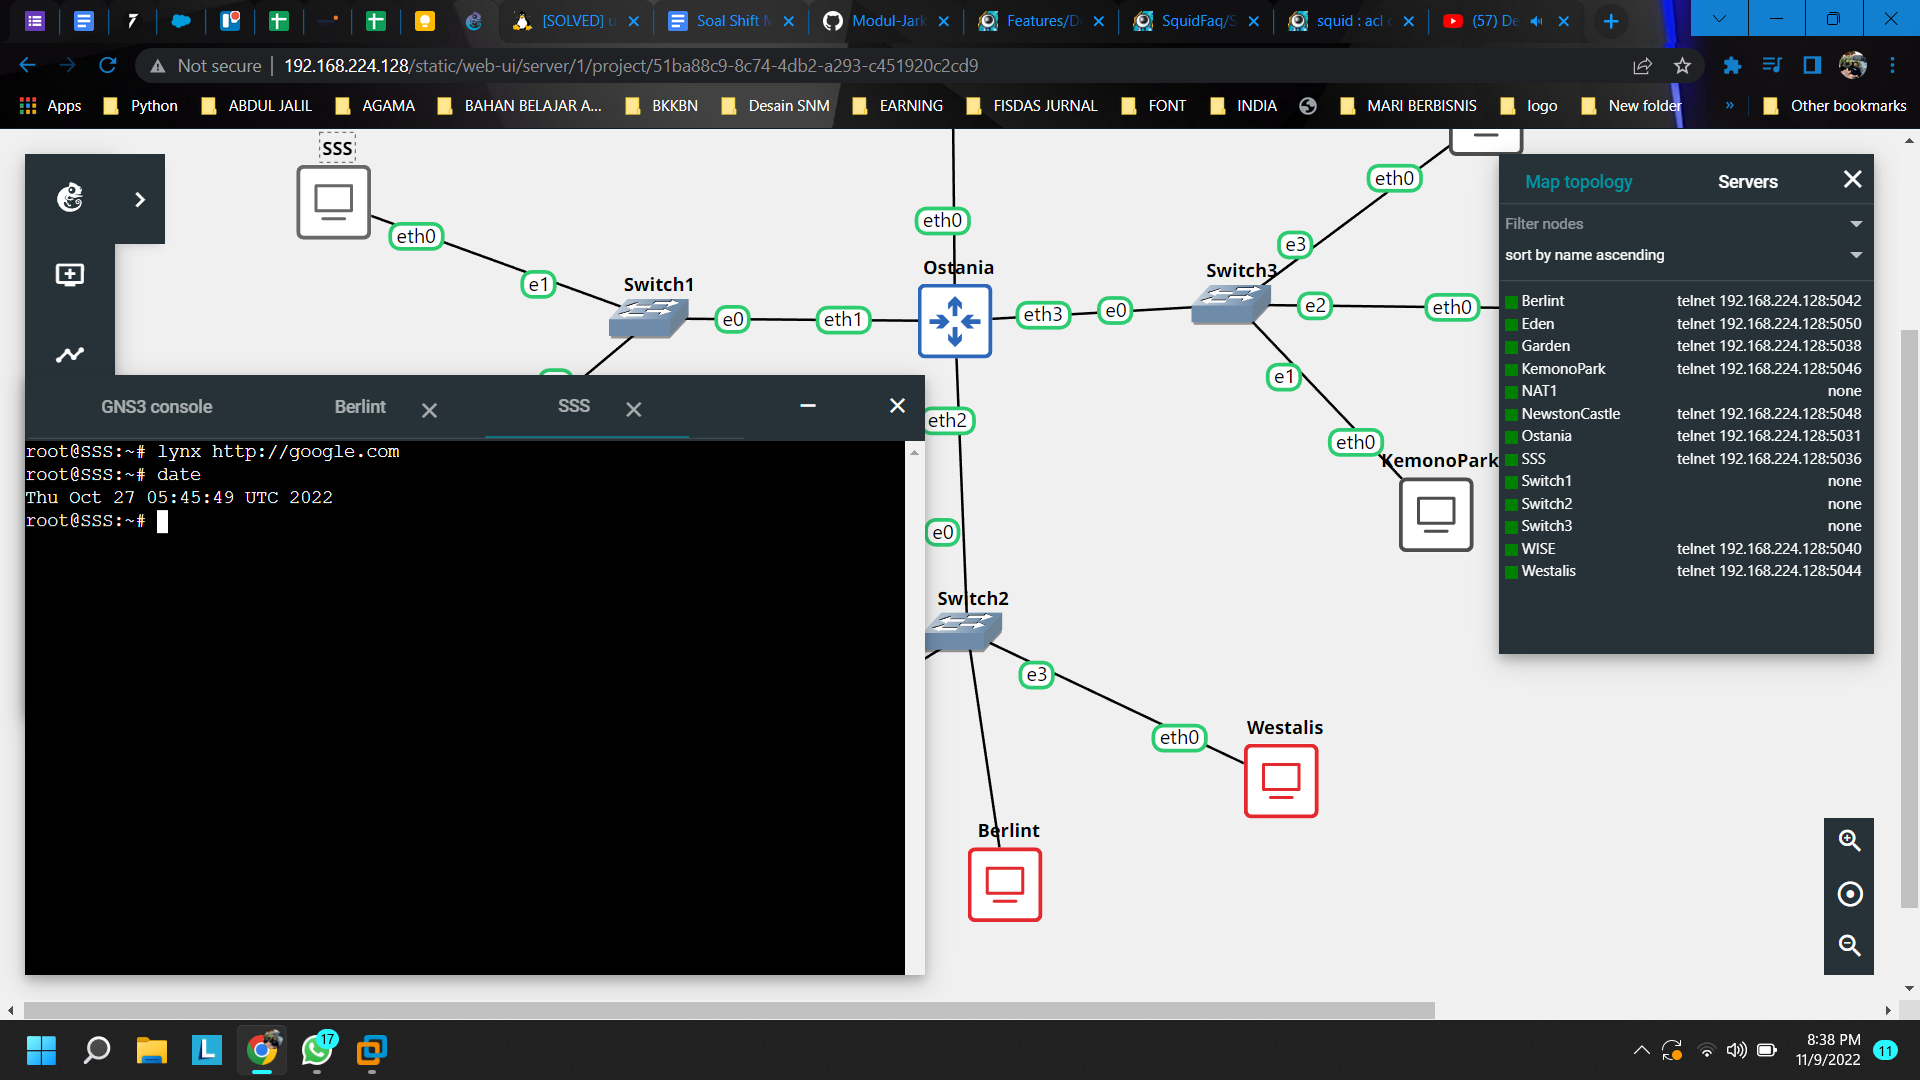 [SOLVED] u
Soal Shift M
Modul-Jark
Features/D
SquidFaq/S
squid : acl
(57) De
Not secure
192.168.224.128/static/web-ui/server/1/project/51ba88c9-8c74-4db2-a293-c451920c2cd9
Apps
Python
ABDUL JALIL
AGAMA
BAHAN BELAJAR A...
BKKBN
Desain SNM
EARNING
FISDAS JURNAL
FONT
INDIA
MARI BERBISNIS
logo
New folder
»
Other bookmarks
SSS
eth0
e1
Switch1
e0
eth1
eth0
Ostania
eth3
e0
Switch3
e3
eth0
e2
eth0
e1
eth0
KemonoPark
eth2
e0
Switch2
e3
eth0
Westalis
Berlint
GNS3 console
Berlint
SSS
root@SSS:~# lynx http://google.com
root@SSS:~# date
Thu Oct 27 05:45:49 UTC 2022
root@SSS:~#
Map topology
Servers
Filter nodes
sort by name ascending
Berlint telnet 192.168.224.128:5042
Eden telnet 192.168.224.128:5050
Garden telnet 192.168.224.128:5038
KemonoPark telnet 192.168.224.128:5046
NAT1 none
NewstonCastle telnet 192.168.224.128:5048
Ostania telnet 192.168.224.128:5031
SSS telnet 192.168.224.128:5036
Switch1 none
Switch2 none
Switch3 none
WISE telnet 192.168.224.128:5040
Westalis telnet 192.168.224.128:5044
L
17
8:38 PM
11/9/2022
11